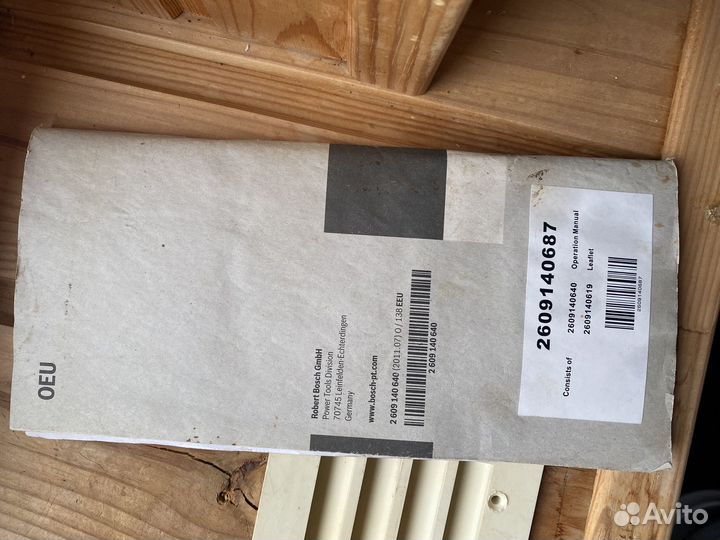 OEU
Robert Bosch GmbH
Power Tools Division
70745 Leinfelden-Echterdingen
Germany
www.bosch-pt.com
2 609 140 640 (2011.07) O / 138 EEU
2 609 140 640
2609140687
Consists of
2609140640 Operation Manual
2609140619 Leaflet
2609140687
Avito